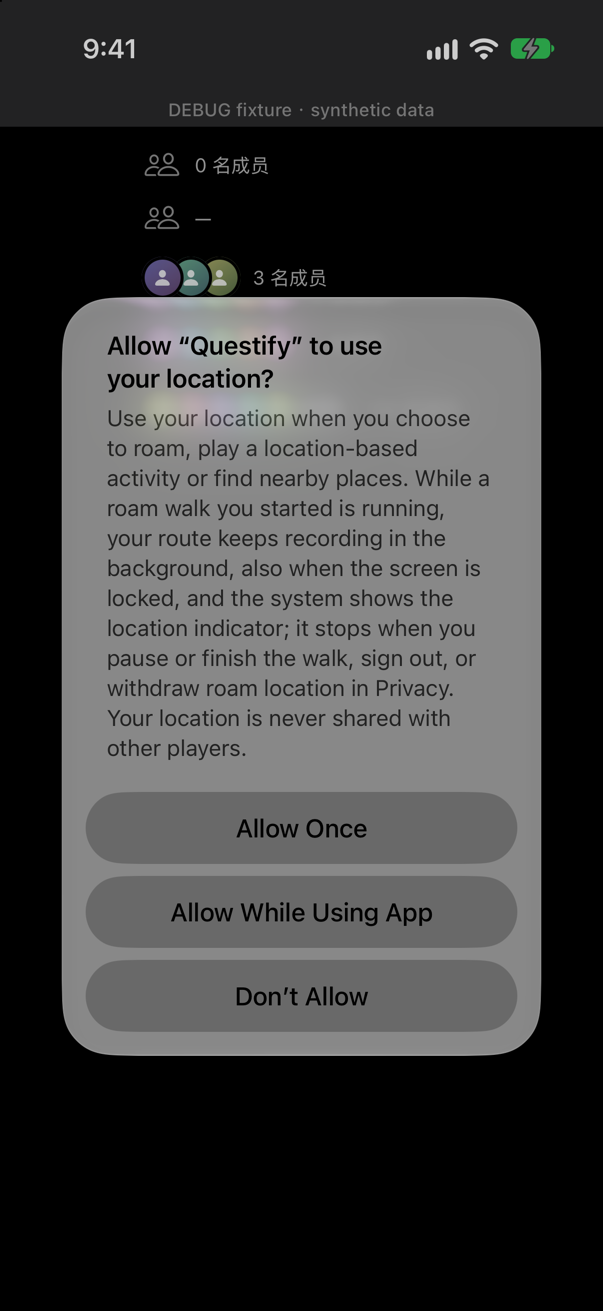 9:41
DEBUG fixture · synthetic data
0 名成员
—
3 名成员
Allow “Questify” to use
your location?
Use your location when you choose
to roam, play a location-based
activity or find nearby places. While a
roam walk you started is running,
your route keeps recording in the
background, also when the screen is
locked, and the system shows the
location indicator; it stops when you
pause or finish the walk, sign out, or
withdraw roam location in Privacy.
Your location is never shared with
other players.
Allow Once
Allow While Using App
Don’t Allow